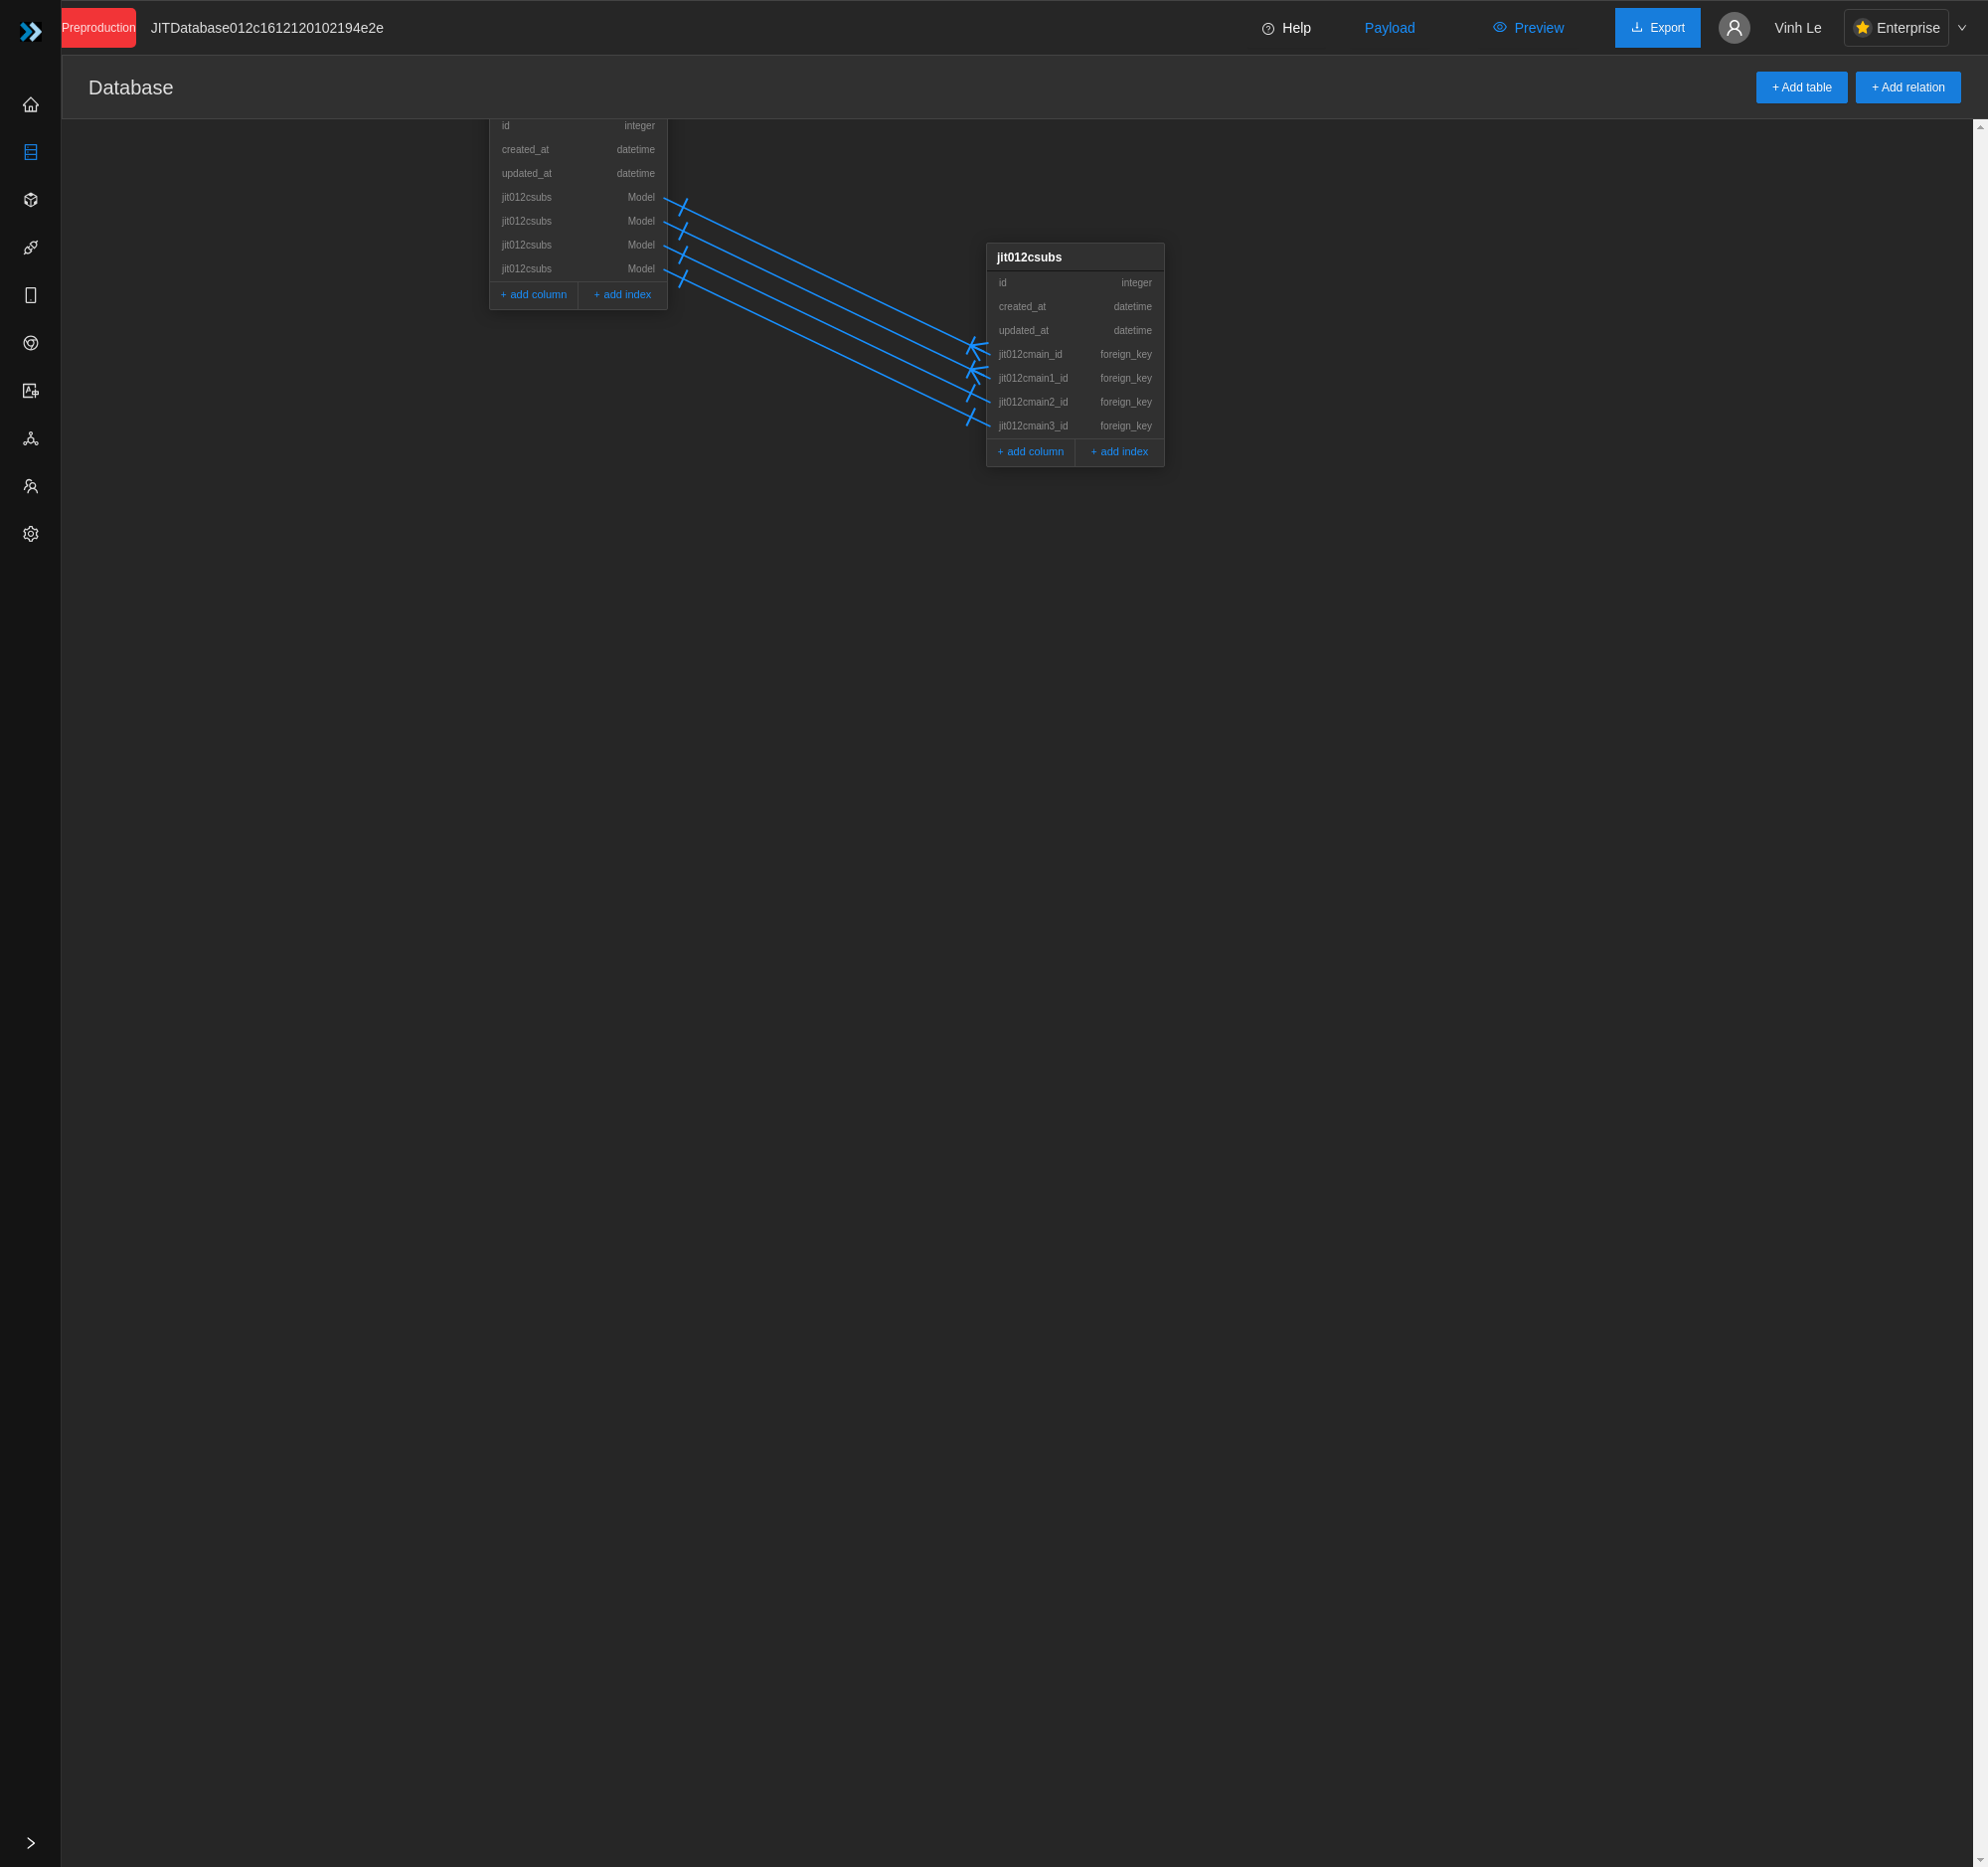 Preproduction JITDatabase012c1612120102194e2e Help Payload Preview Export Vinh Le Enterprise
Database + Add table + Add relation
id integer
created_at datetime
updated_at datetime
jit012csubs Model
jit012csubs Model
jit012csubs Model
jit012csubs Model
+ add column + add index
jit012csubs
id integer
created_at datetime
updated_at datetime
jit012cmain_id foreign_key
jit012cmain1_id foreign_key
jit012cmain2_id foreign_key
jit012cmain3_id foreign_key
+ add column + add index